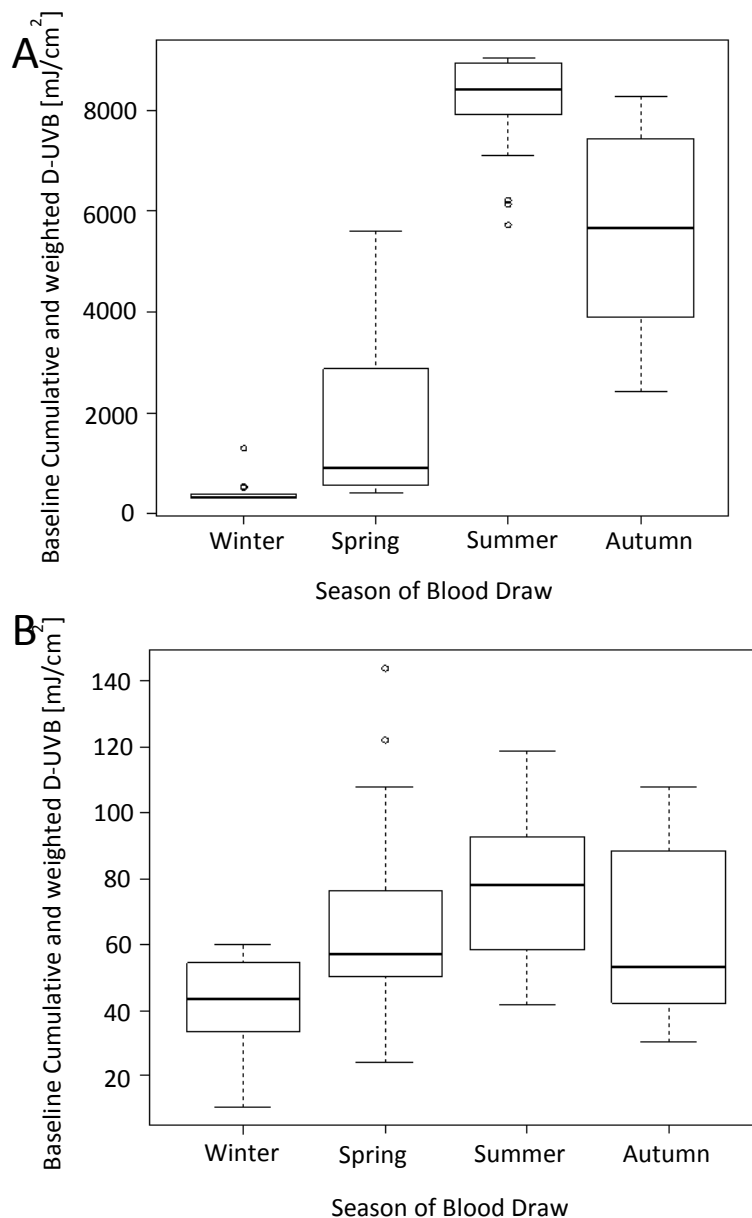 A
Baseline Cumulative and weighted D-UVB [mJ/cm²]
8000
6000
4000
2000
0
Winter Spring Summer Autumn
Season of Blood Draw
B
Baseline Cumulative and weighted D-UVB [mJ/cm²]
140
120
100
80
60
40
20
Winter Spring Summer Autumn
Season of Blood Draw